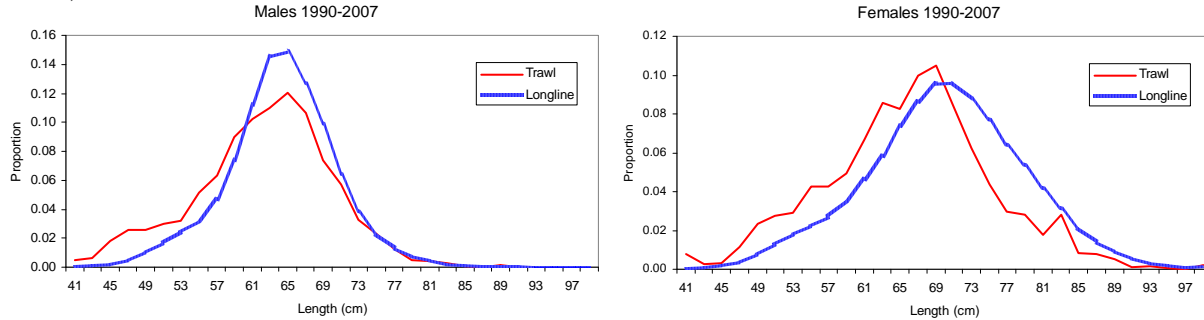 Males 1990-2007
0.16
0.14
0.12
0.10
0.08
0.06
0.04
0.02
0.00
Proportion
Trawl
Longline
41 45 49 53 57 61 65 69 73 77 81 85 89 93 97
Length (cm)
Females 1990-2007
0.12
0.10
0.08
0.06
0.04
0.02
0.00
Proportion
Trawl
Longline
41 45 49 53 57 61 65 69 73 77 81 85 89 93 97
Length (cm)